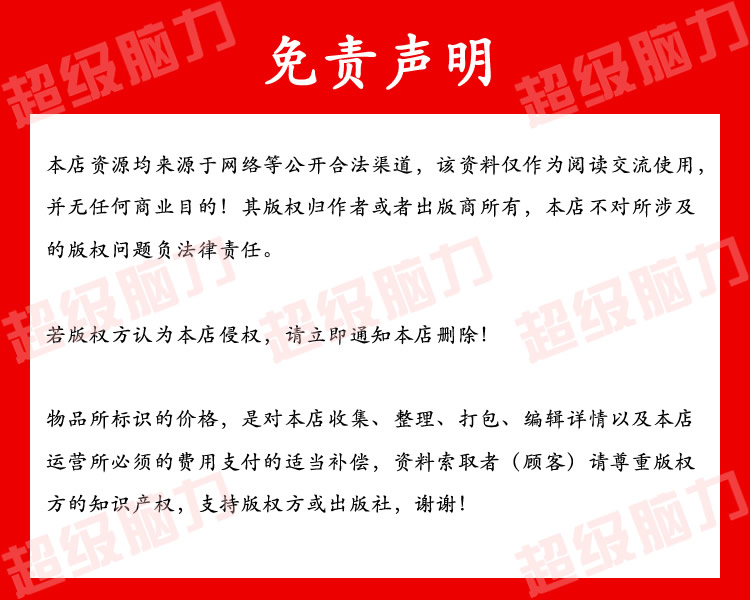 免责声明
本店资源均来源于网络等公开合法渠道，该资料仅作为阅读交流使用，
并无任何商业目的！其版权归作者或者出版商所有，本店不对所涉及
的版权问题负法律责任。
若版权方认为本店侵权，请立即通知本店删除！
物品所标识的价格，是对本店收集、整理、打包、编辑详情以及本店
运营所必须的费用支付的适当补偿，资料索取者（顾客）请尊重版权
方的知识产权，支持版权方或出版社，谢谢！
超级脑力
超级脑力
超级脑力
超级脑力
超级脑力
超级脑力
超级脑力